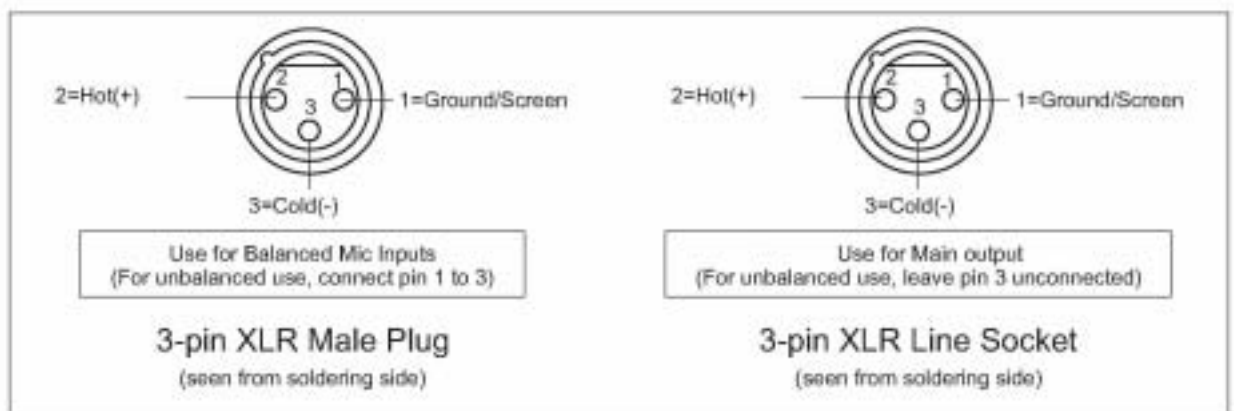 2=Hot(+)
2
1
3
1=Ground/Screen
3=Cold(-)
Use for Balanced Mic Inputs
(For unbalanced use, connect pin 1 to 3)
3-pin XLR Male Plug
(seen from soldering side)
2=Hot(+)
2
1
3
1=Ground/Screen
3=Cold(-)
Use for Main output
(For unbalanced use, leave pin 3 unconnected)
3-pin XLR Line Socket
(seen from soldering side)